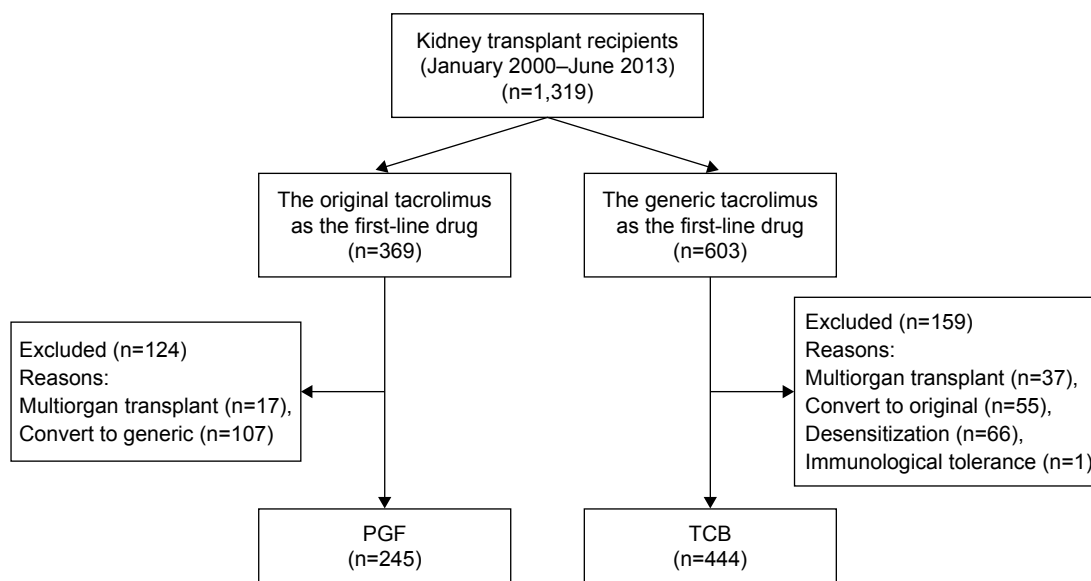 Kidney transplant recipients
(January 2000–June 2013)
(n=1,319)
The original tacrolimus
as the first-line drug
(n=369)
The generic tacrolimus
as the first-line drug
(n=603)
Excluded (n=124)
Reasons:
Multiorgan transplant (n=17),
Convert to generic (n=107)
Excluded (n=159)
Reasons:
Multiorgan transplant (n=37),
Convert to original (n=55),
Desensitization (n=66),
Immunological tolerance (n=1)
PGF
(n=245)
TCB
(n=444)